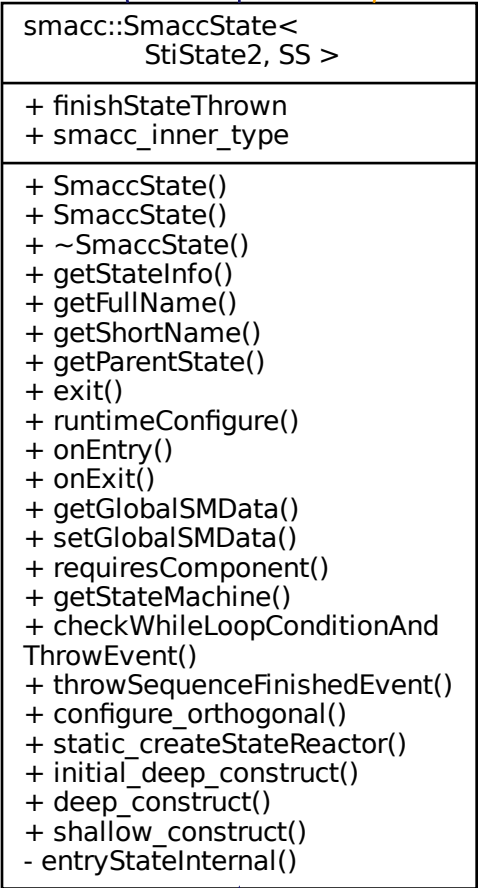 smacc::SmaccState<
StiState2, SS >
+ finishStateThrown
+ smacc_inner_type
+ SmaccState()
+ SmaccState()
+ ~SmaccState()
+ getStateInfo()
+ getFullName()
+ getShortName()
+ getParentState()
+ exit()
+ runtimeConfigure()
+ onEntry()
+ onExit()
+ getGlobalSMData()
+ setGlobalSMData()
+ requiresComponent()
+ getStateMachine()
+ checkWhileLoopConditionAnd
ThrowEvent()
+ throwSequenceFinishedEvent()
+ configure_orthogonal()
+ static_createStateReactor()
+ initial_deep_construct()
+ deep_construct()
+ shallow_construct()
- entryStateInternal()